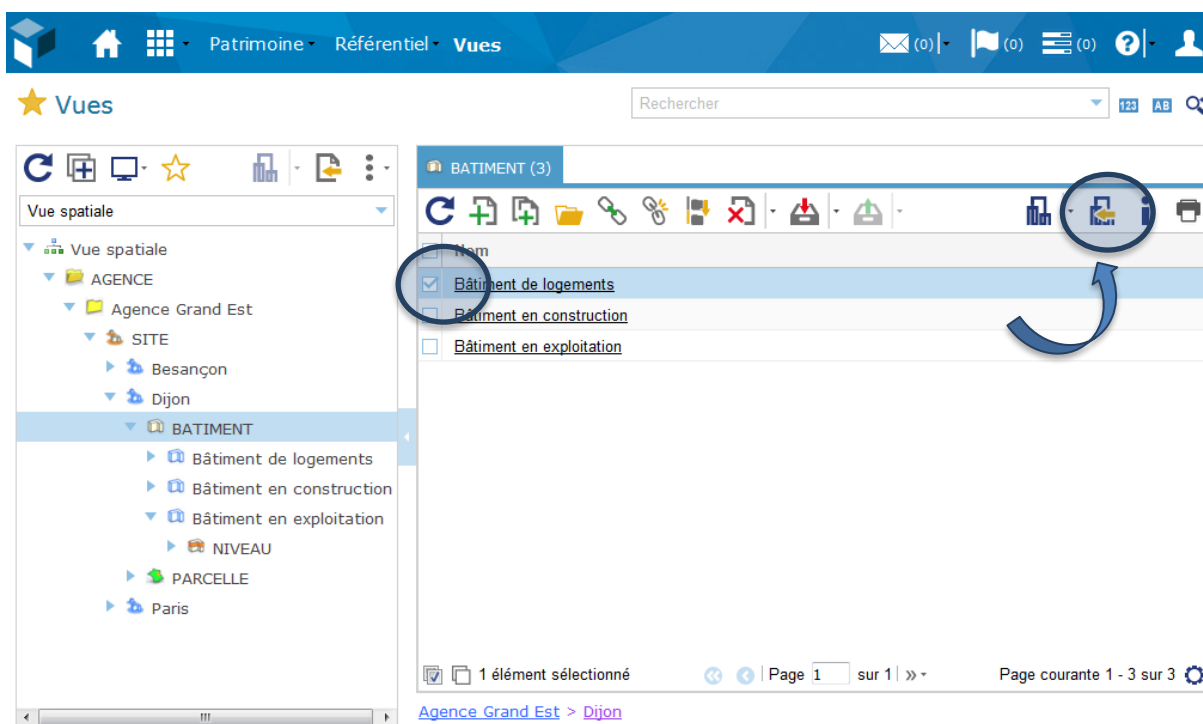 Patrimoine Référentiel Vues (0) (0) (0) ?
Vues
Rechercher
123 AB
Vue spatiale
Vue spatiale
AGENCE
Agence Grand Est
SITE
Besançon
Dijon
BATIMENT
Bâtiment de logements
Bâtiment en construction
Bâtiment en exploitation
NIVEAU
PARCELLE
Paris
BATIMENT (3)
Nom
Bâtiment de logements
Bâtiment en construction
Bâtiment en exploitation
1 élément sélectionné Page 1 sur 1 Page courante 1 - 3 sur 3
Agence Grand Est > Dijon